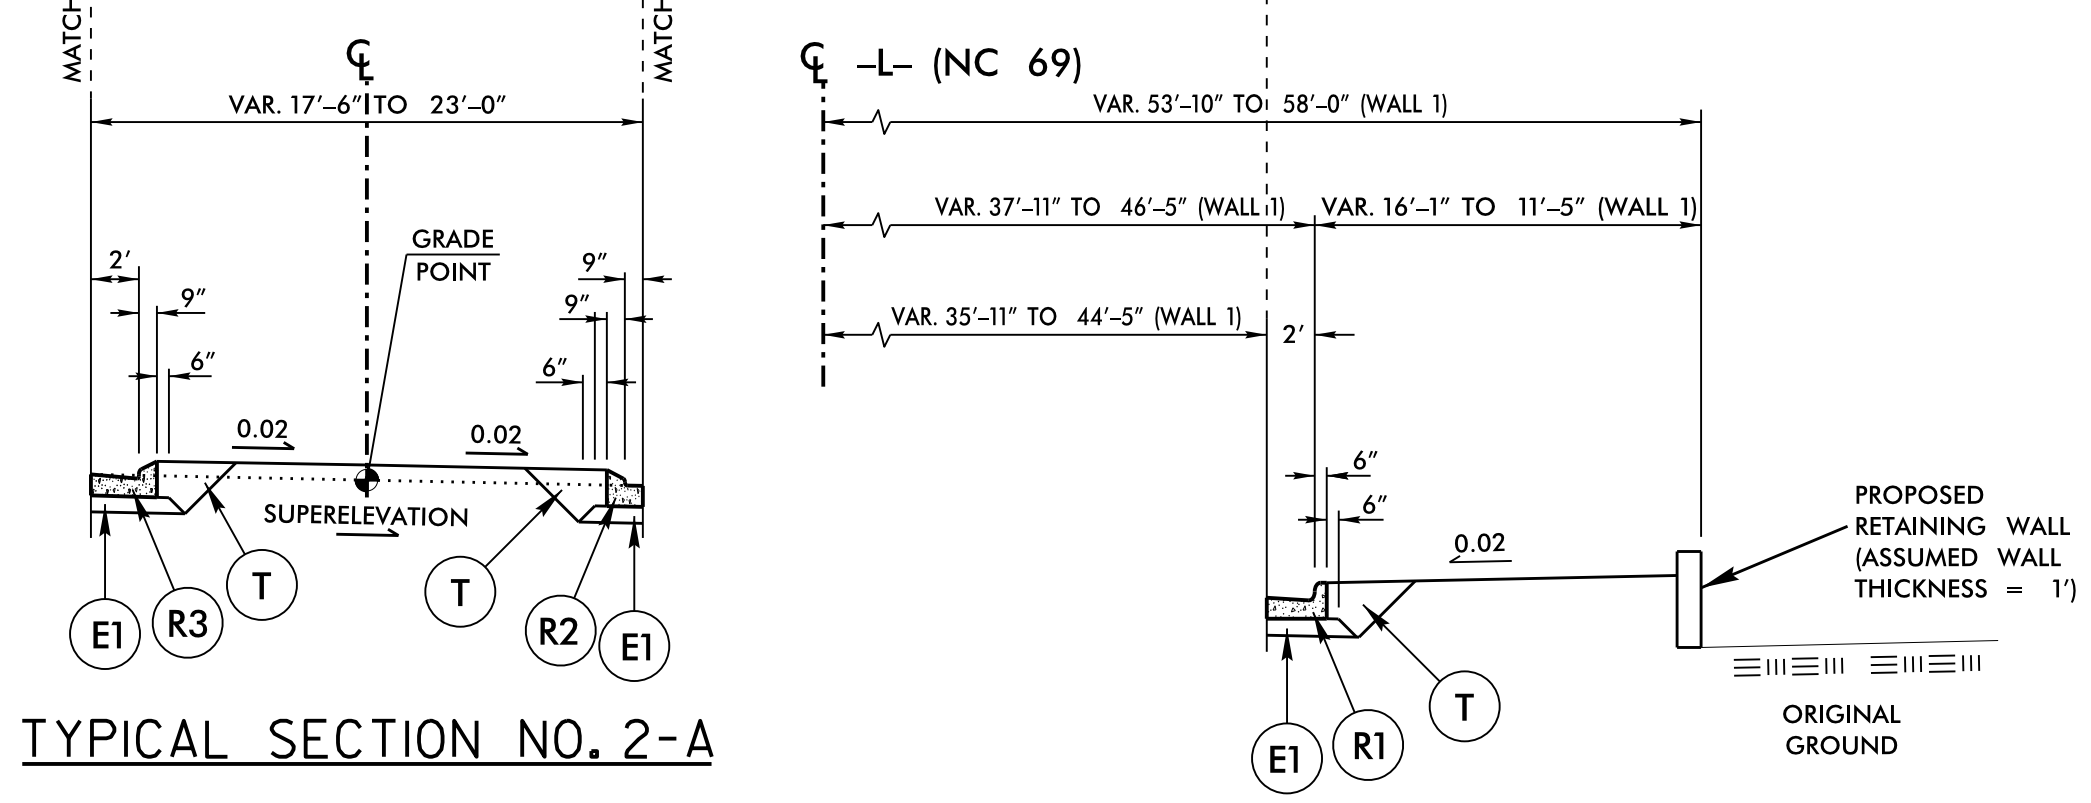 MATCH
MATCH
℄
VAR. 17'–6" TO 23'–0"
GRADE
POINT
2'
9"
9"
9"
6"
6"
0.02
0.02
SUPERELEVATION
T
T
E1
R3
R2
E1
TYPICAL SECTION NO. 2-A
℄ –L– (NC 69)
VAR. 53'–10" TO 58'–0" (WALL 1)
VAR. 37'–11" TO 46'–5" (WALL 1)
VAR. 16'–1" TO 11'–5" (WALL 1)
VAR. 35'–11" TO 44'–5" (WALL 1)
2'
6"
6"
0.02
PROPOSED
RETAINING WALL
(ASSUMED WALL
THICKNESS = 1')
T
E1
R1
ORIGINAL
GROUND